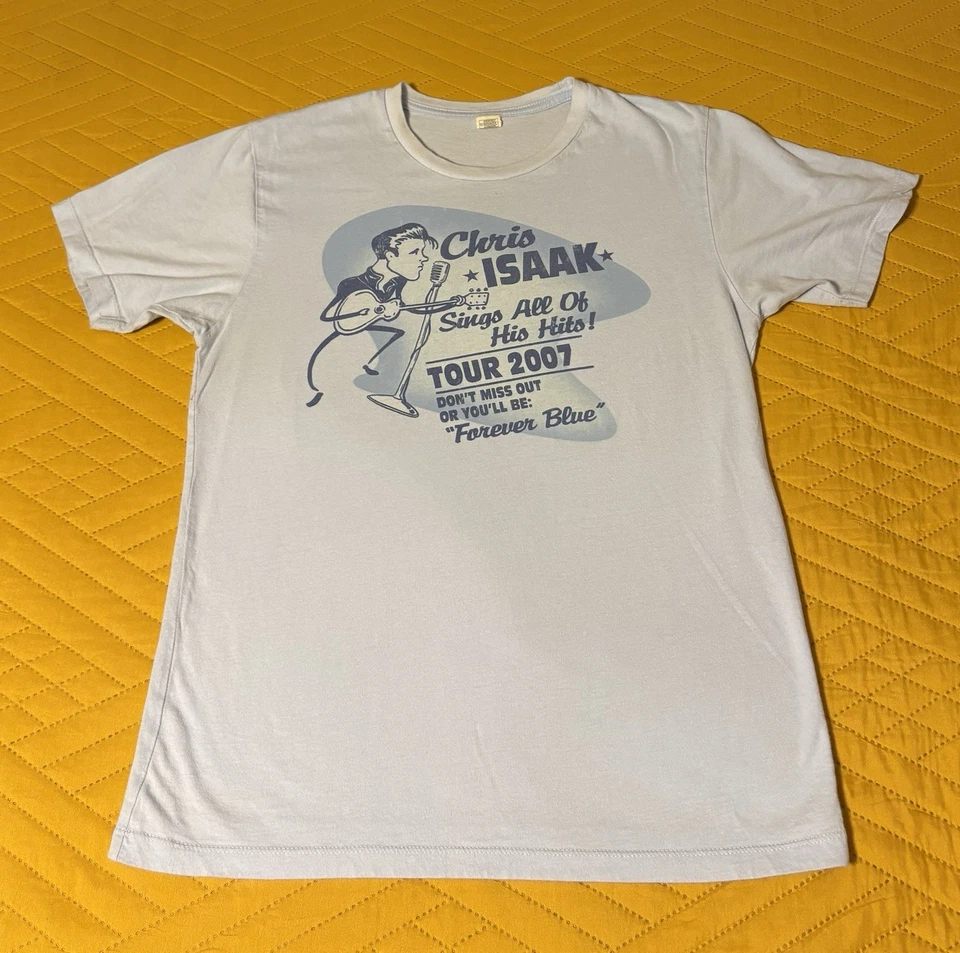 Chris
ISAAK
Sings All Of
His Hits!
TOUR 2007
DON'T MISS OUT
OR YOU'LL BE:
"Forever Blue"